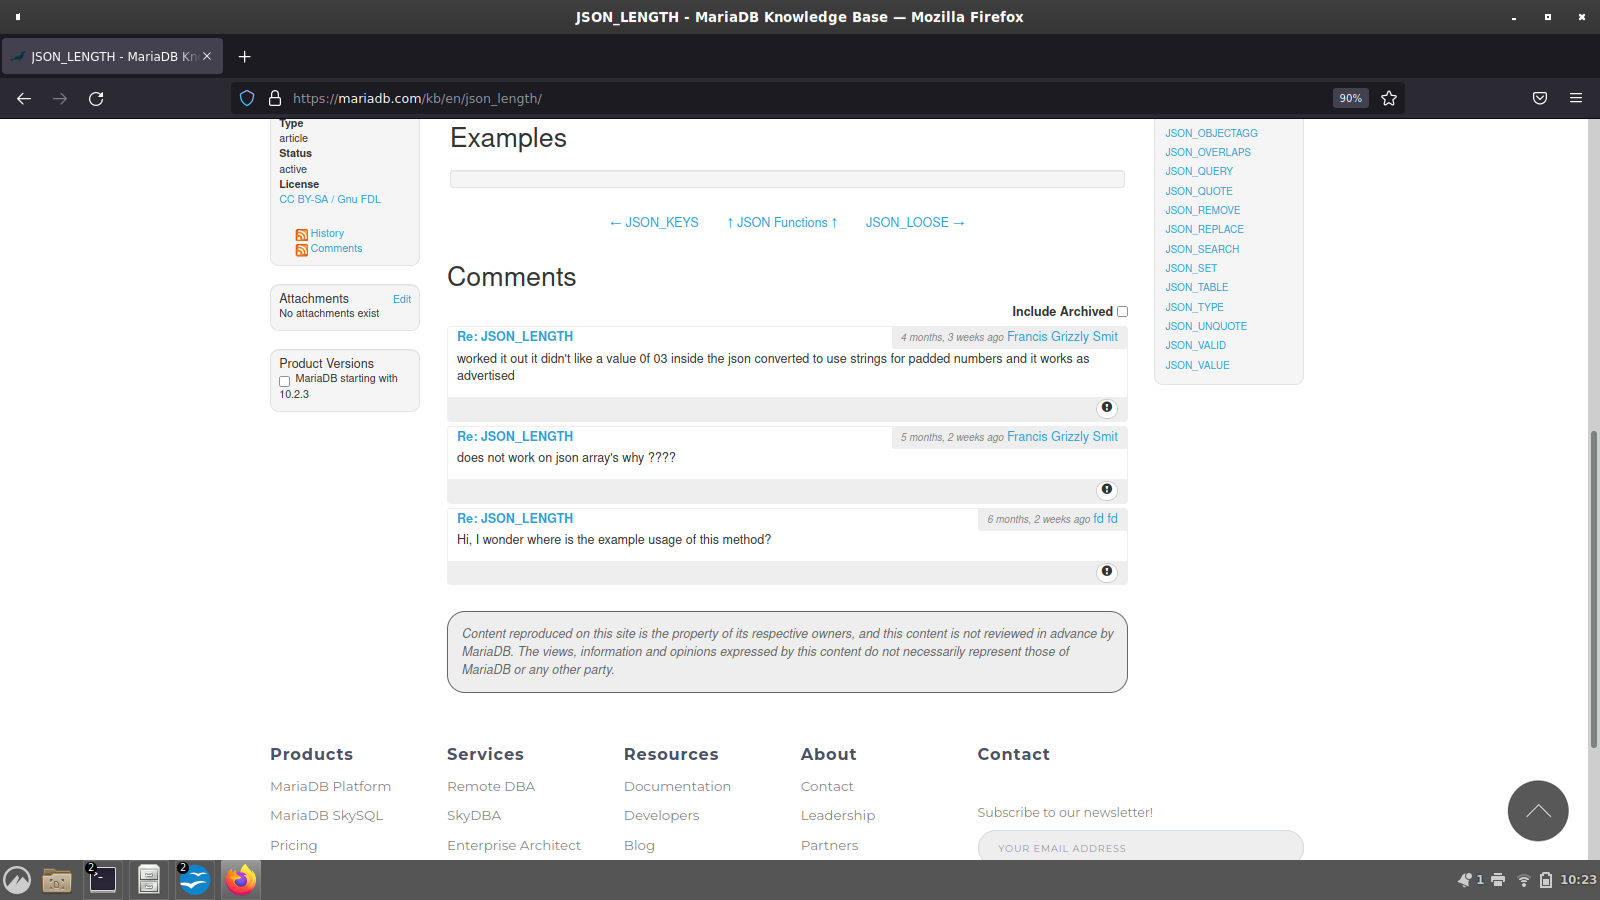 JSON_LENGTH - MariaDB Knowledge Base — Mozilla Firefox
JSON_LENGTH - MariaDB Kn
https://mariadb.com/kb/en/json_length/
90%
Type
article
Status
active
License
CC BY-SA / Gnu FDL
History
Comments
Attachments
Edit
No attachments exist
Product Versions
MariaDB starting with
10.2.3
Examples
← JSON_KEYS
↑ JSON Functions ↑
JSON_LOOSE →
Comments
Include Archived
Re: JSON_LENGTH
4 months, 3 weeks ago Francis Grizzly Smit
worked it out it didn't like a value 0f 03 inside the json converted to use strings for padded numbers and it works as
advertised
Re: JSON_LENGTH
5 months, 2 weeks ago Francis Grizzly Smit
does not work on json array's why ????
Re: JSON_LENGTH
6 months, 2 weeks ago fd fd
Hi, I wonder where is the example usage of this method?
Content reproduced on this site is the property of its respective owners, and this content is not reviewed in advance by
MariaDB. The views, information and opinions expressed by this content do not necessarily represent those of
MariaDB or any other party.
JSON_OBJECTAGG
JSON_OVERLAPS
JSON_QUERY
JSON_QUOTE
JSON_REMOVE
JSON_REPLACE
JSON_SEARCH
JSON_SET
JSON_TABLE
JSON_TYPE
JSON_UNQUOTE
JSON_VALID
JSON_VALUE
Products
MariaDB Platform
MariaDB SkySQL
Pricing
Services
Remote DBA
SkyDBA
Enterprise Architect
Resources
Documentation
Developers
Blog
About
Contact
Leadership
Partners
Contact
Subscribe to our newsletter!
YOUR EMAIL ADDRESS
2
2
1
10:23